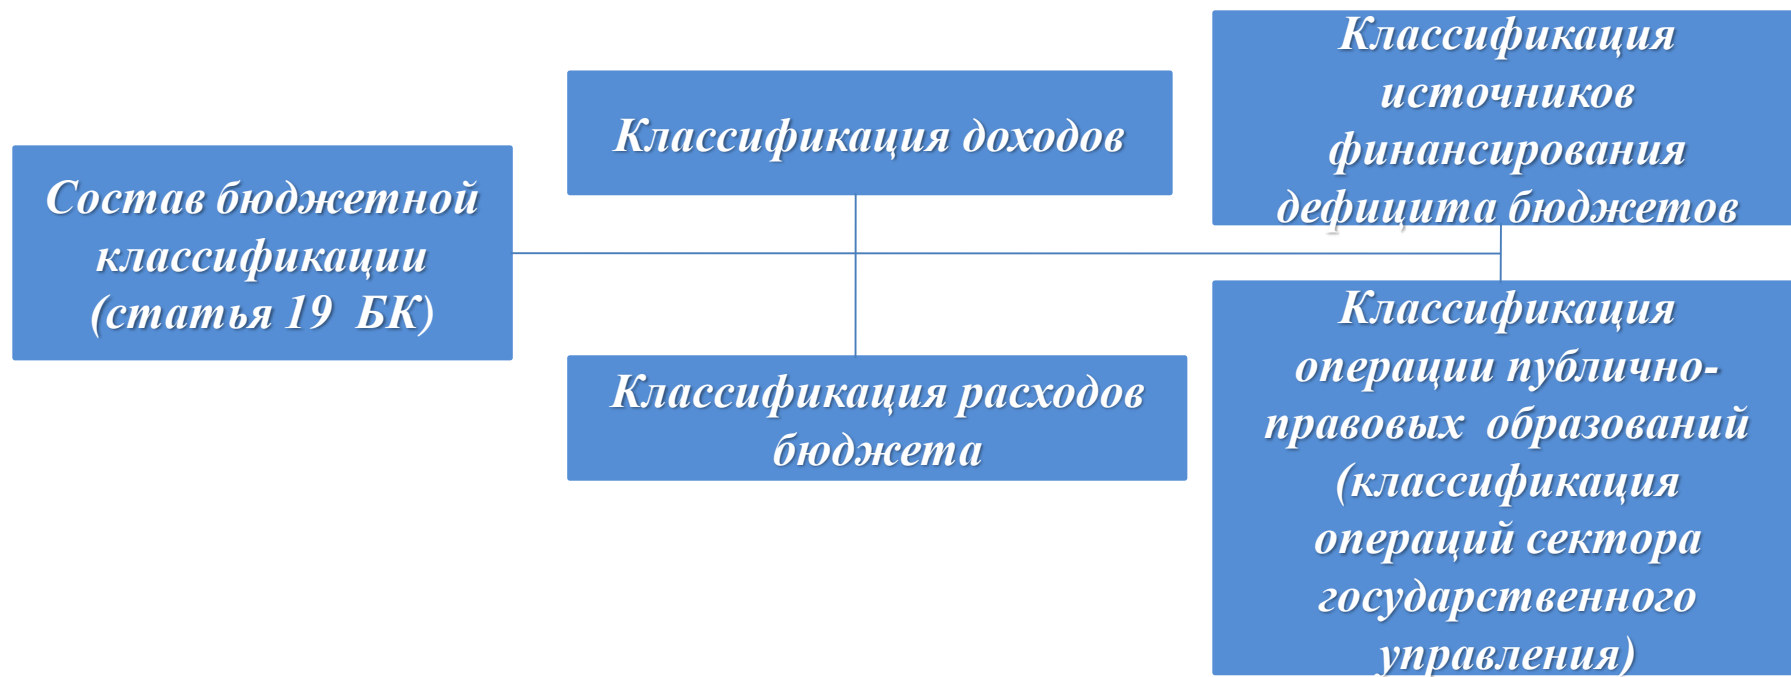 Состав бюджетной
классификации
(статья 19 БК)
Классификация доходов
Классификация расходов
бюджета
Классификация
источников
финансирования
дефицита бюджетов
Классификация
операции публично-
правовых образований
(классификация
операций сектора
государственного
управления)